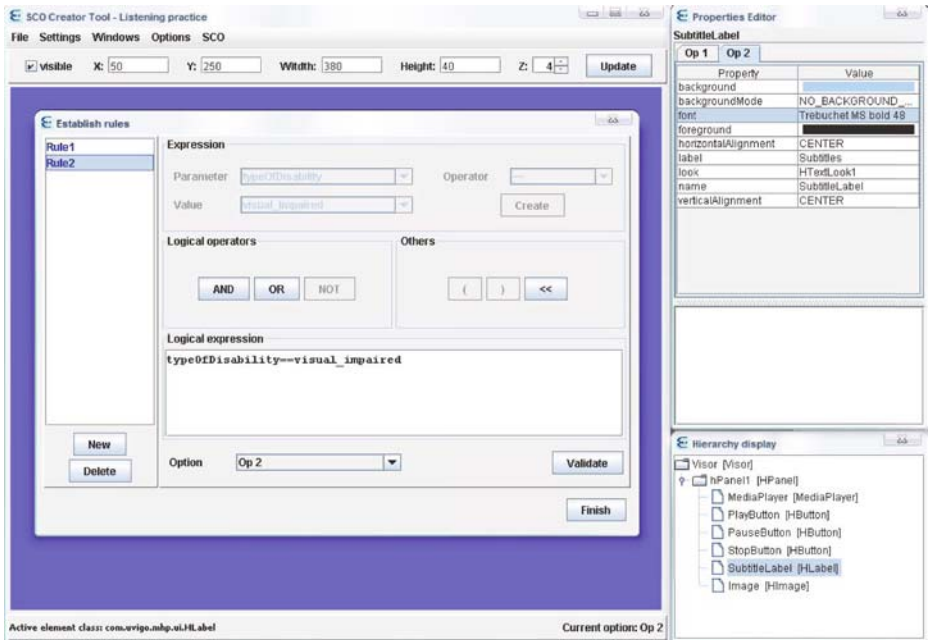 SCO Creator Tool - Listening practice
File Settings Windows Options SCO
visible X: 50 Y: 250 Witdth: 380 Height: 40 Z: 4 Update
Establish rules
Rule1
Rule2
New
Delete
Expression
Parameter typeOfDisability Operator ---
Value visual_impaired Create
Logical operators Others
AND OR NOT ( ) <<
Logical expression
typeOfDisability==visual_impaired
Option Op 2 Validate
Finish
Active element class: com.uvigo.mhp.ui.HLabel Current option: Op 2
Properties Editor
SubtitleLabel
Op 1 Op 2
Property Value
background
backgroundMode NO_BACKGROUND_...
font Trebuchet MS bold 48
foreground
horizontalAlignment CENTER
label Subtitles
look HTextLook1
name SubtitleLabel
verticalAlignment CENTER
Hierarchy display
Visor [Visor]
hPanel1 [HPanel]
MediaPlayer [MediaPlayer]
PlayButton [HButton]
PauseButton [HButton]
StopButton [HButton]
SubtitleLabel [HLabel]
Image [HImage]